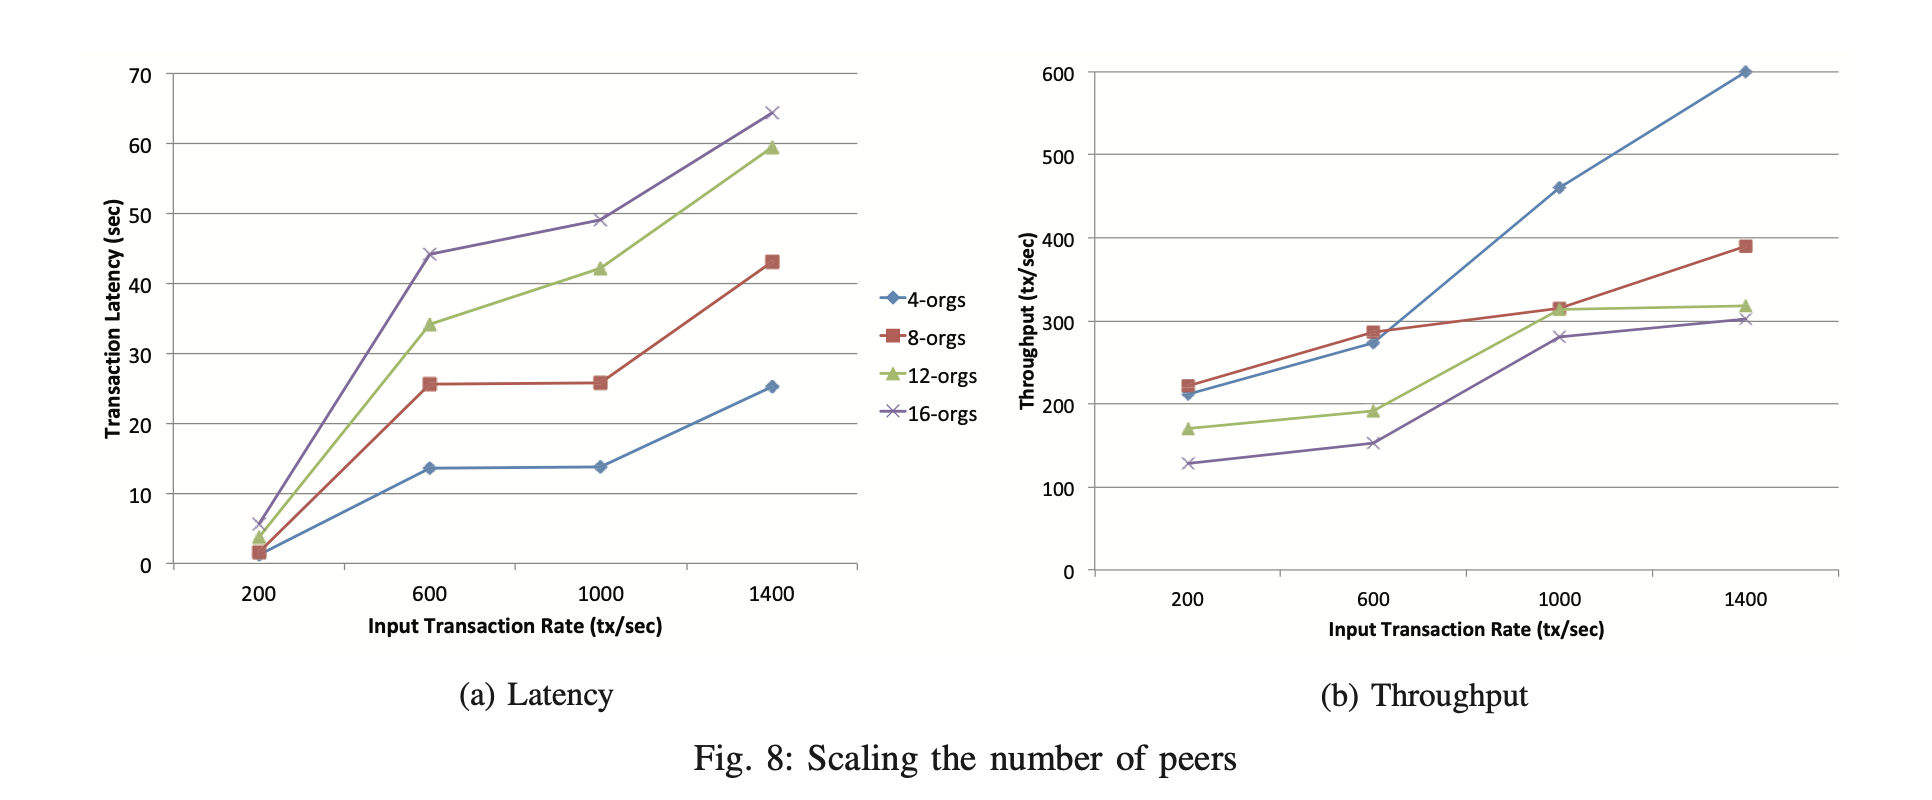 70
60
50
40
30
20
10
0
Transaction Latency (sec)
200 600 1000 1400
Input Transaction Rate (tx/sec)
4-orgs
8-orgs
12-orgs
16-orgs
(a) Latency
600
500
400
300
200
100
0
Throughput (tx/sec)
200 600 1000 1400
Input Transaction Rate (tx/sec)
(b) Throughput
Fig. 8: Scaling the number of peers